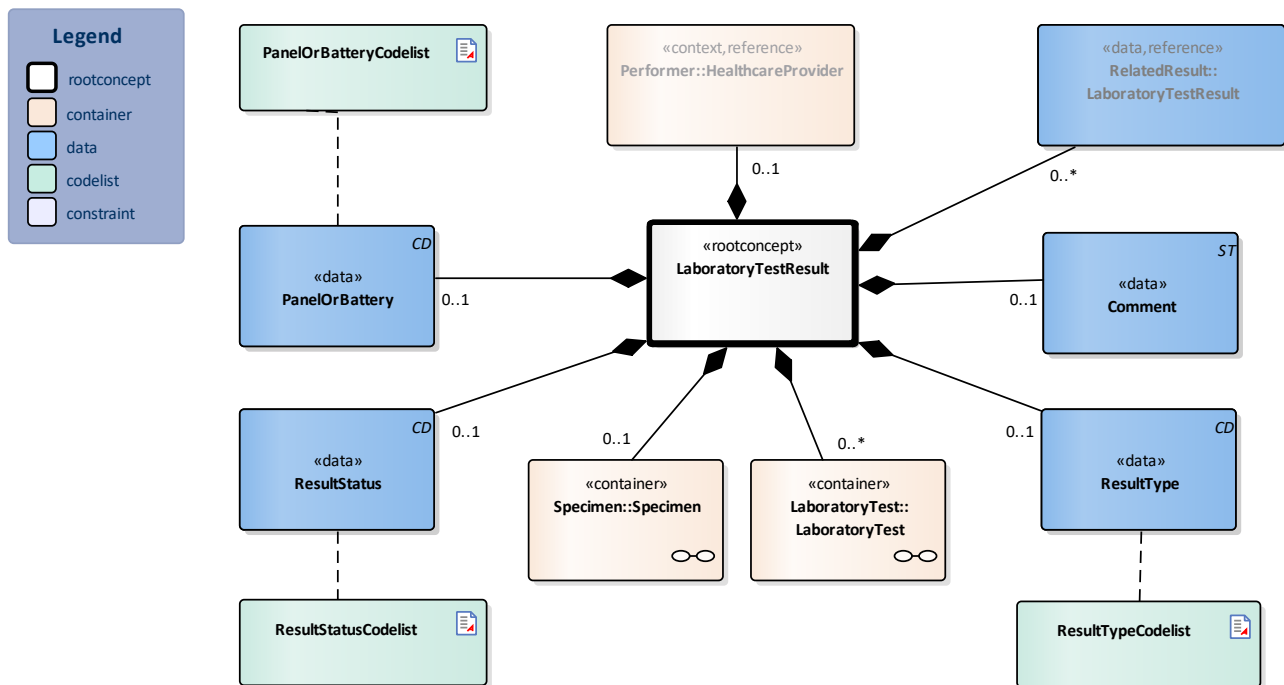 Legend
rootconcept
container
data
codelist
constraint
PanelOrBatteryCodelist
«context,reference»
Performer::HealthcareProvider
«data,reference»
RelatedResult::
LaboratoryTestResult
0..1
0..*
CD
«data»
PanelOrBattery
0..1
«rootconcept»
LaboratoryTestResult
ST
«data»
Comment
0..1
CD
«data»
ResultStatus
0..1
0..1
«container»
Specimen::Specimen
0..*
«container»
LaboratoryTest::
LaboratoryTest
0..1
CD
«data»
ResultType
ResultStatusCodelist
ResultTypeCodelist